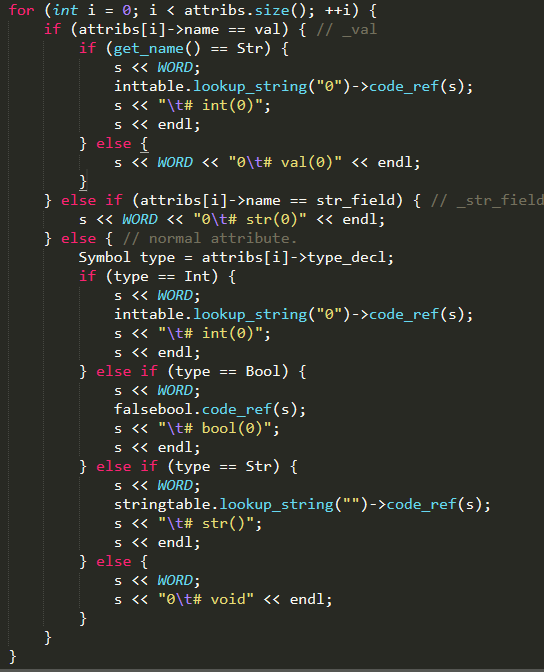 for (int i = 0; i < attribs.size(); ++i) {
    if (attribs[i]->name == val) { // _val
        if (get_name() == Str) {
            s << WORD;
            inttable.lookup_string("0")->code_ref(s);
            s << "\t# int(0)";
            s << endl;
        } else {
            s << WORD << "0\t# val(0)" << endl;
        }
    } else if (attribs[i]->name == str_field) { // _str_field
        s << WORD << "0\t# str(0)" << endl;
    } else { // normal attribute.
        Symbol type = attribs[i]->type_decl;
        if (type == Int) {
            s << WORD;
            inttable.lookup_string("0")->code_ref(s);
            s << "\t# int(0)";
            s << endl;
        } else if (type == Bool) {
            s << WORD;
            falsebool.code_ref(s);
            s << "\t# bool(0)";
            s << endl;
        } else if (type == Str) {
            s << WORD;
            stringtable.lookup_string("")->code_ref(s);
            s << "\t# str()";
            s << endl;
        } else {
            s << WORD;
            s << "0\t# void" << endl;
        }
    }
}